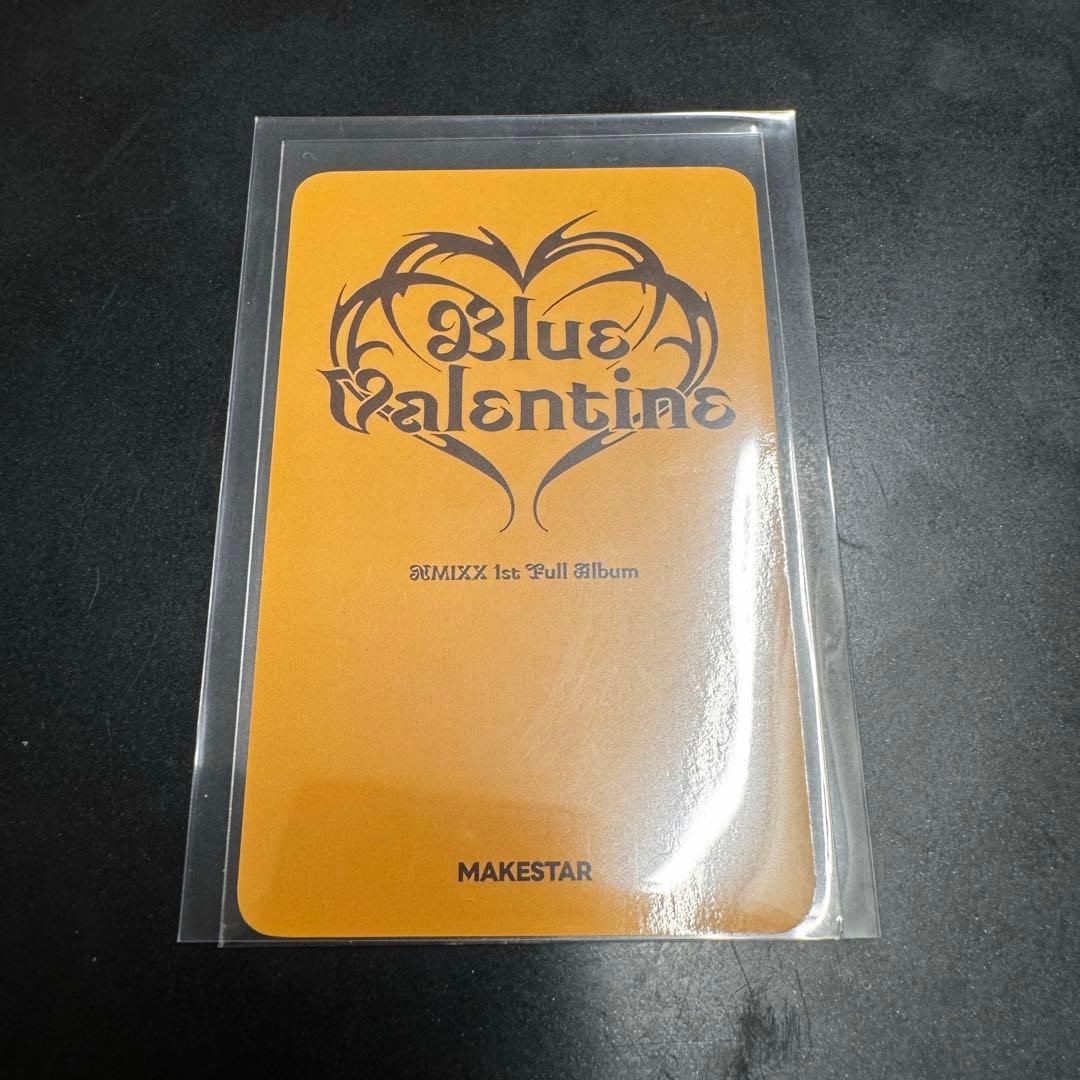 Blue
Valentine
NMIXX 1st Full Album
MAKESTAR